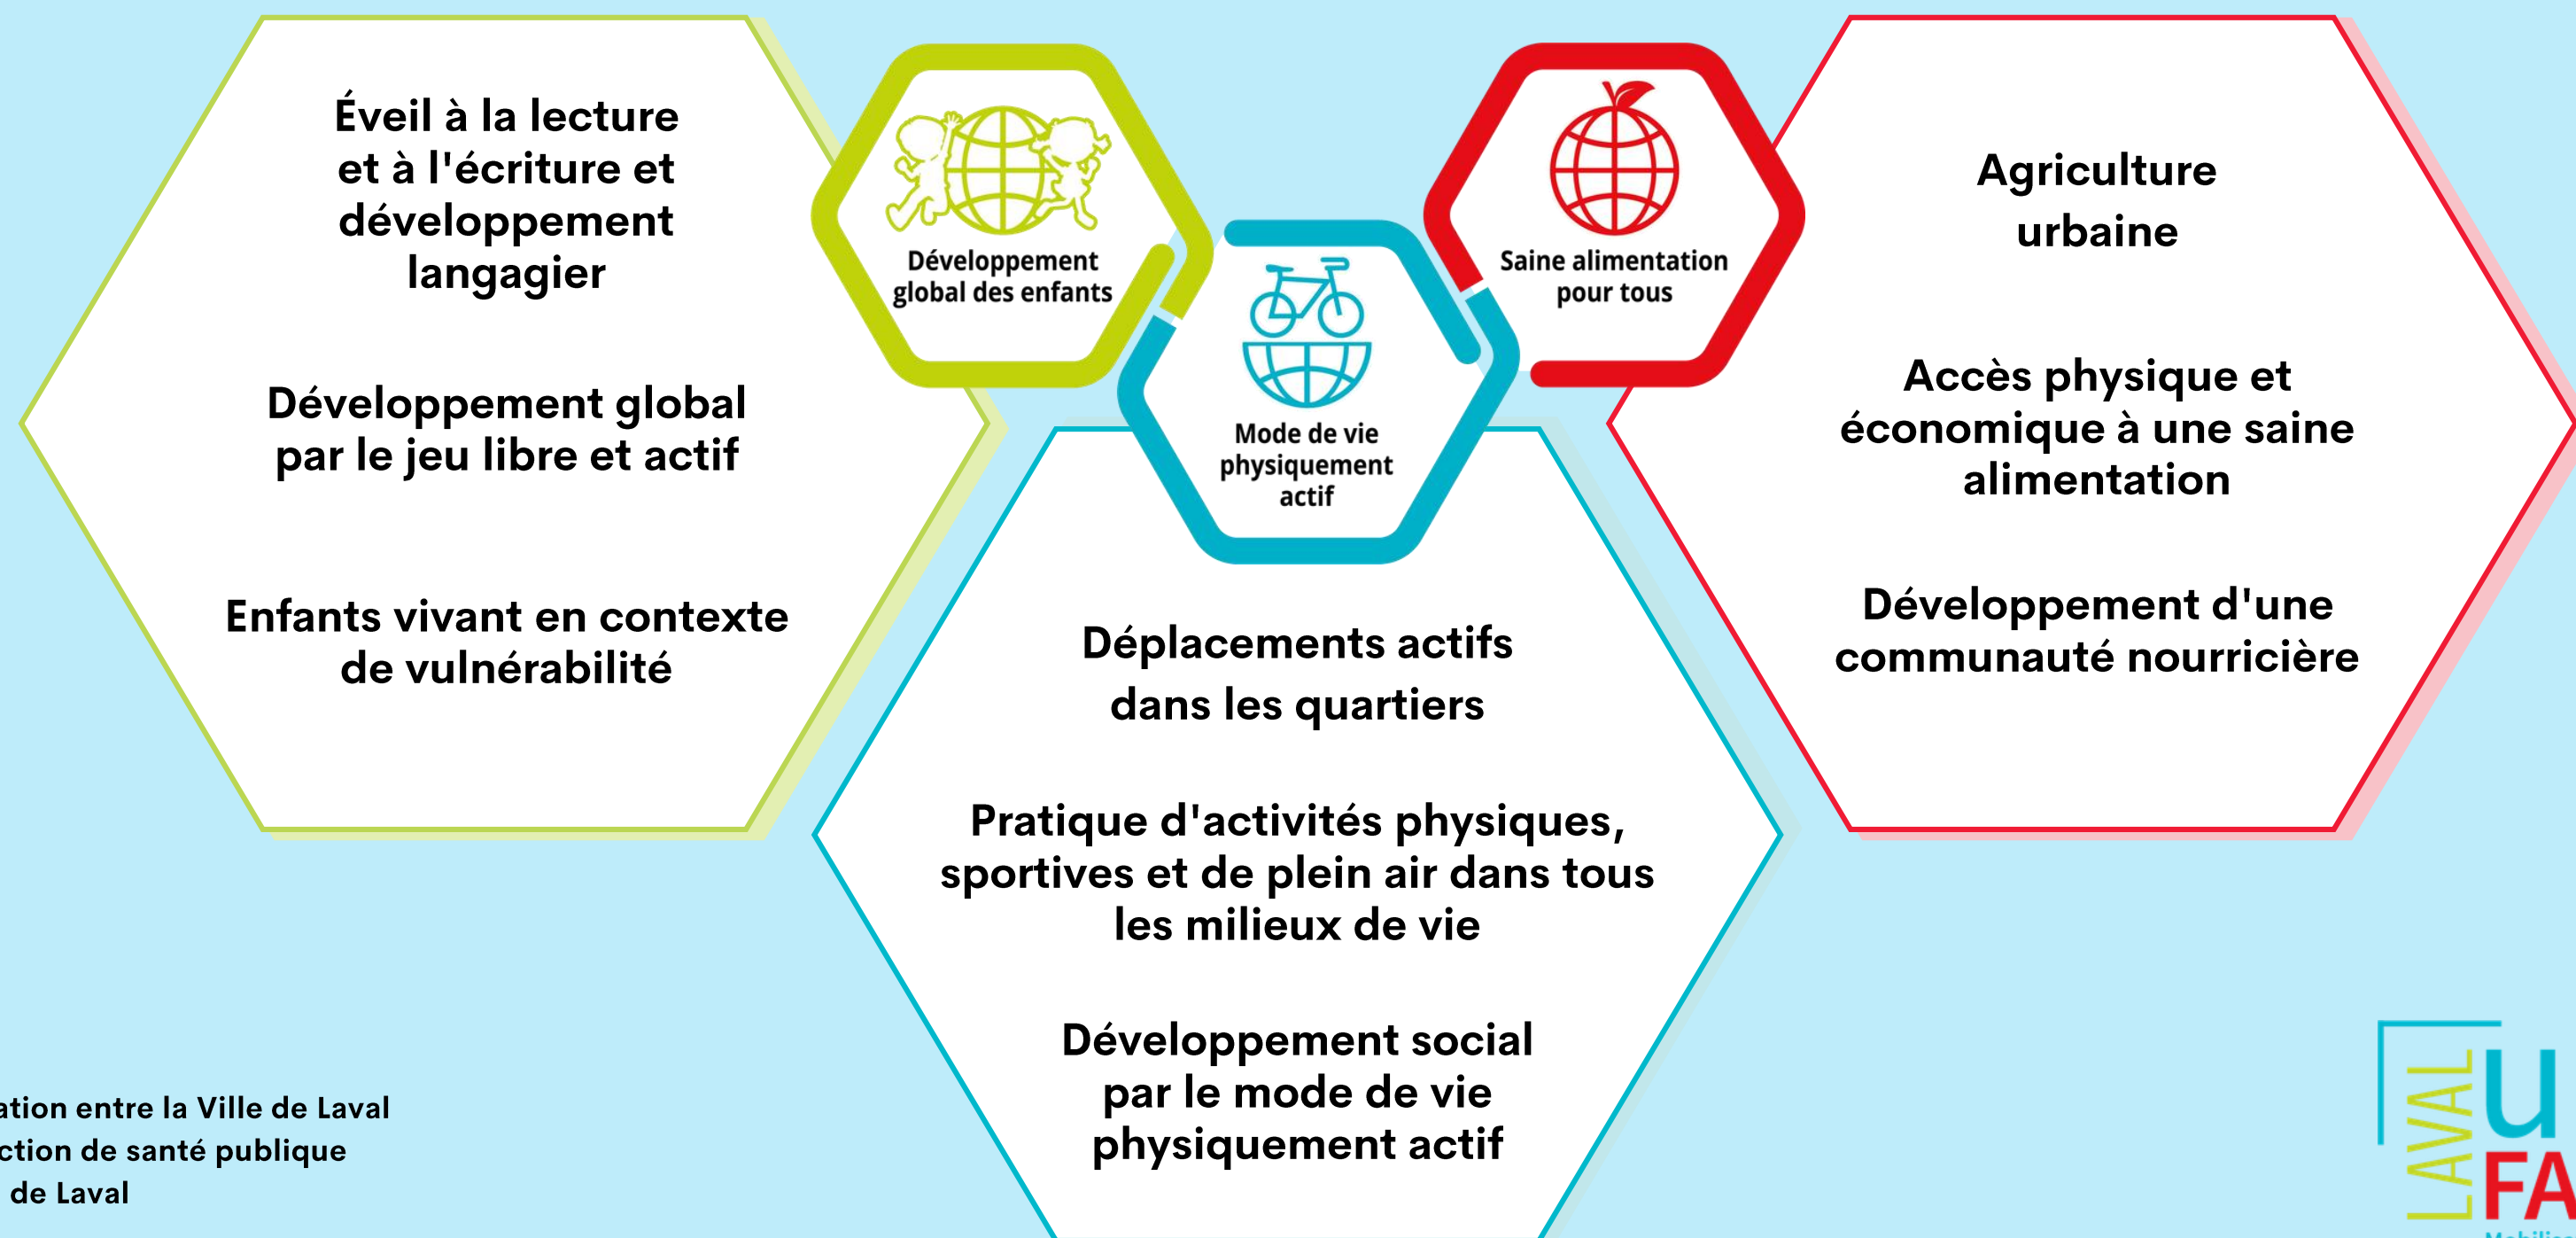 Éveil à la lecture
et à l'écriture et
développement
langagier
Développement global
par le jeu libre et actif
Enfants vivant en contexte
de vulnérabilité
Développement
global des enfants
Mode de vie
physiquement
actif
Saine alimentation
pour tous
Déplacements actifs
dans les quartiers
Pratique d'activités physiques,
sportives et de plein air dans tous
les milieux de vie
Développement social
par le mode de vie
physiquement actif
Agriculture
urbaine
Accès physique et
économique à une saine
alimentation
Développement d'une
communauté nourricière
entre la Ville de Laval
de santé publique
de Laval
LAVAL